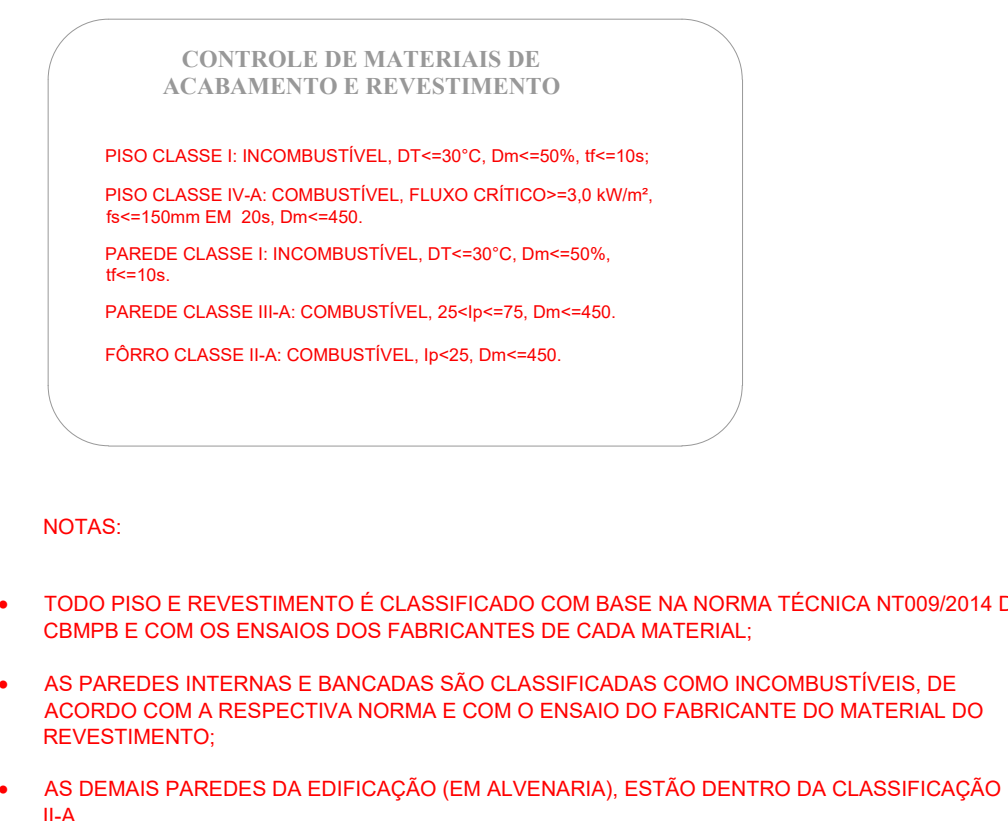 CONTROLE DE MATERIAIS DE
ACABAMENTO E REVESTIMENTO
PISO CLASSE I: INCOMBUSTÍVEL, DT<=30°C, Dm<=50%, tf<=10s;
PISO CLASSE IV-A: COMBUSTÍVEL, FLUXO CRÍTICO>=3,0 kW/m²,
fs<=150mm EM 20s, Dm<=450.
PAREDE CLASSE I: INCOMBUSTÍVEL, DT<=30°C, Dm<=50%,
tf<=10s.
PAREDE CLASSE III-A: COMBUSTÍVEL, 25<Ip<=75, Dm<=450.
FÔRRO CLASSE II-A: COMBUSTÍVEL, Ip<25, Dm<=450.
NOTAS:
• TODO PISO E REVESTIMENTO É CLASSIFICADO COM BASE NA NORMA TÉCNICA NT009/2014
CBMPB E COM OS ENSAIOS DOS FABRICANTES DE CADA MATERIAL;
• AS PAREDES INTERNAS E BANCADAS SÃO CLASSIFICADAS COMO INCOMBUSTÍVEIS, DE
ACORDO COM A RESPECTIVA NORMA E COM O ENSAIO DO FABRICANTE DO MATERIAL DO
REVESTIMENTO;
• AS DEMAIS PAREDES DA EDIFICAÇÃO (EM ALVENARIA), ESTÃO DENTRO DA CLASSIFICAÇÃO
II-A